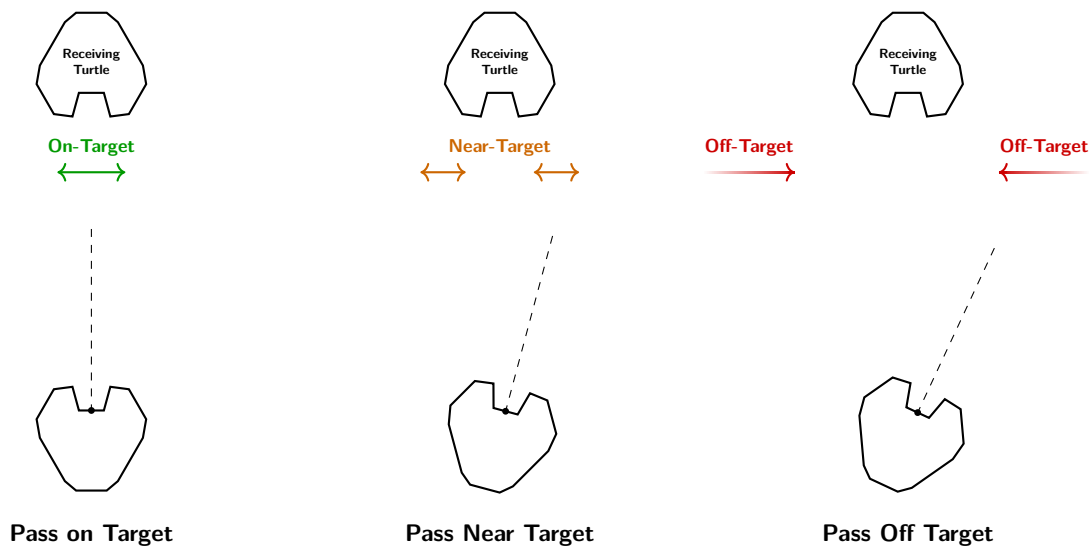 Receiving
Turtle
On-Target
Pass on Target
Receiving
Turtle
Near-Target
Pass Near Target
Receiving
Turtle
Off-Target
Off-Target
Pass Off Target